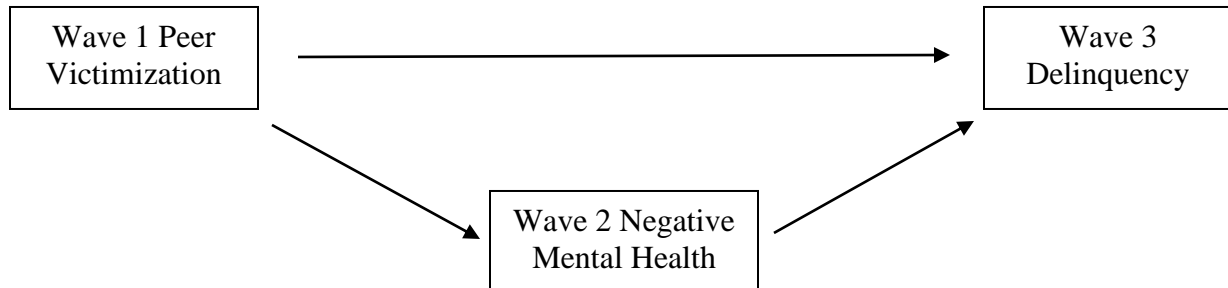 Wave 1 Peer
Victimization
Wave 3
Delinquency
Wave 2 Negative
Mental Health